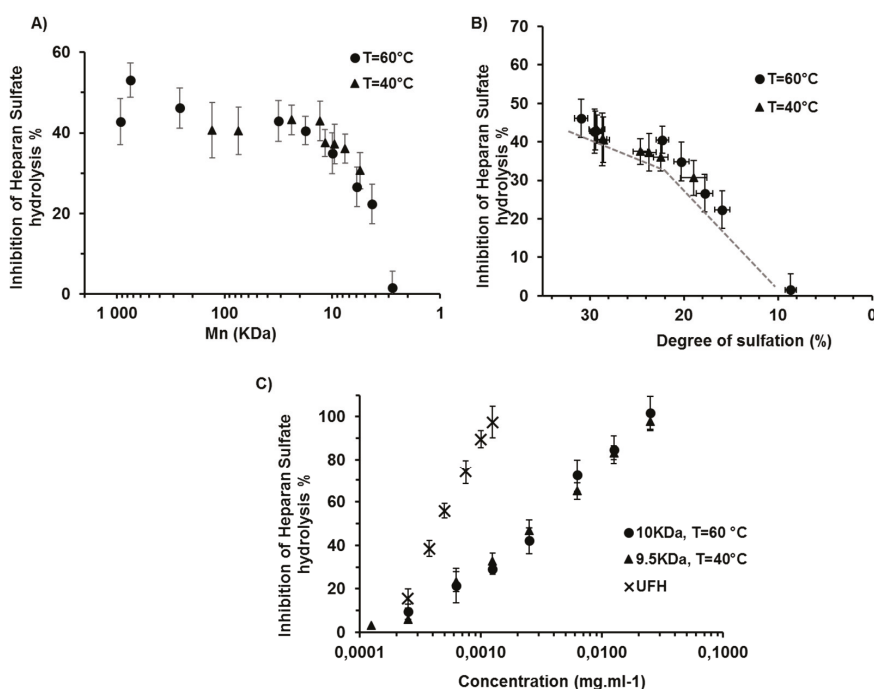 A)
Inhibition of Heparan Sulfate
hydrolysis %
60
40
20
0
T=60°C
T=40°C
1 000
100
10
1
Mn (KDa)
B)
Inhibition of Heparan Sulfate
hydrolysis %
70
60
50
40
30
20
10
0
T=60°C
T=40°C
30
20
10
0
Degree of sulfation (%)
C)
Inhibition of Heparan Sulfate
hydrolysis %
100
80
60
40
20
0
10KDa, T=60 °C
9.5KDa, T=40°C
UFH
0,0001
0,0010
0,0100
0,1000
Concentration (mg.ml-1)